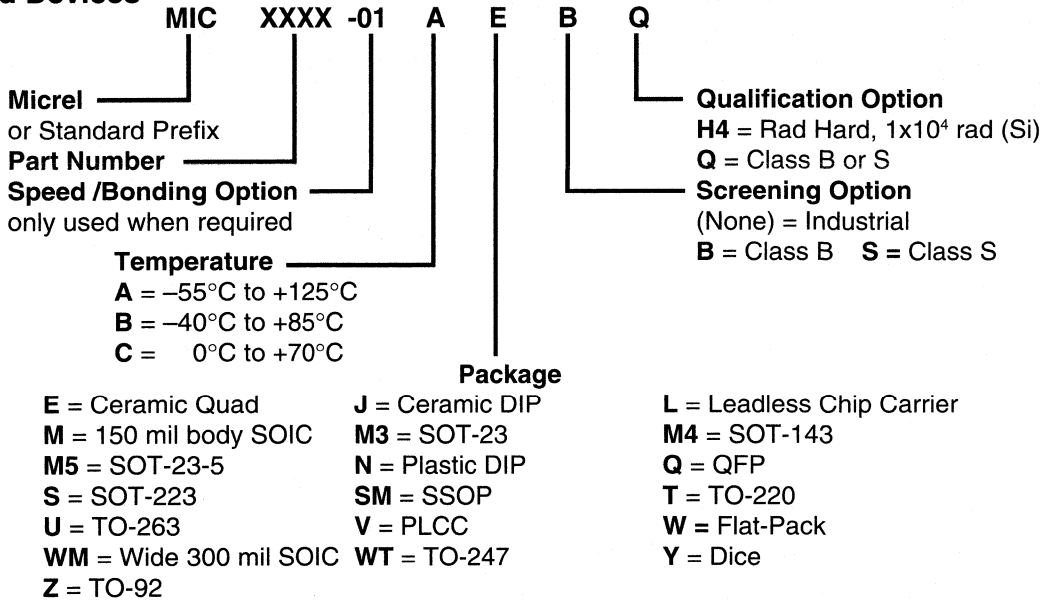 MIC XXXX -01 A E B Q
Micrel
or Standard Prefix
Part Number
Speed /Bonding Option
only used when required
Temperature
A = –55°C to +125°C
B = –40°C to +85°C
C = 0°C to +70°C
Qualification Option
H4 = Rad Hard, 1x10⁴ rad (Si)
Q = Class B or S
Screening Option
(None) = Industrial
B = Class B S = Class S
Package
E = Ceramic Quad J = Ceramic DIP L = Leadless Chip Carrier
M = 150 mil body SOIC M3 = SOT-23 M4 = SOT-143
M5 = SOT-23-5 N = Plastic DIP Q = QFP
S = SOT-223 SM = SSOP T = TO-220
U = TO-263 V = PLCC W = Flat-Pack
WM = Wide 300 mil SOIC WT = TO-247 Y = Dice
Z = TO-92